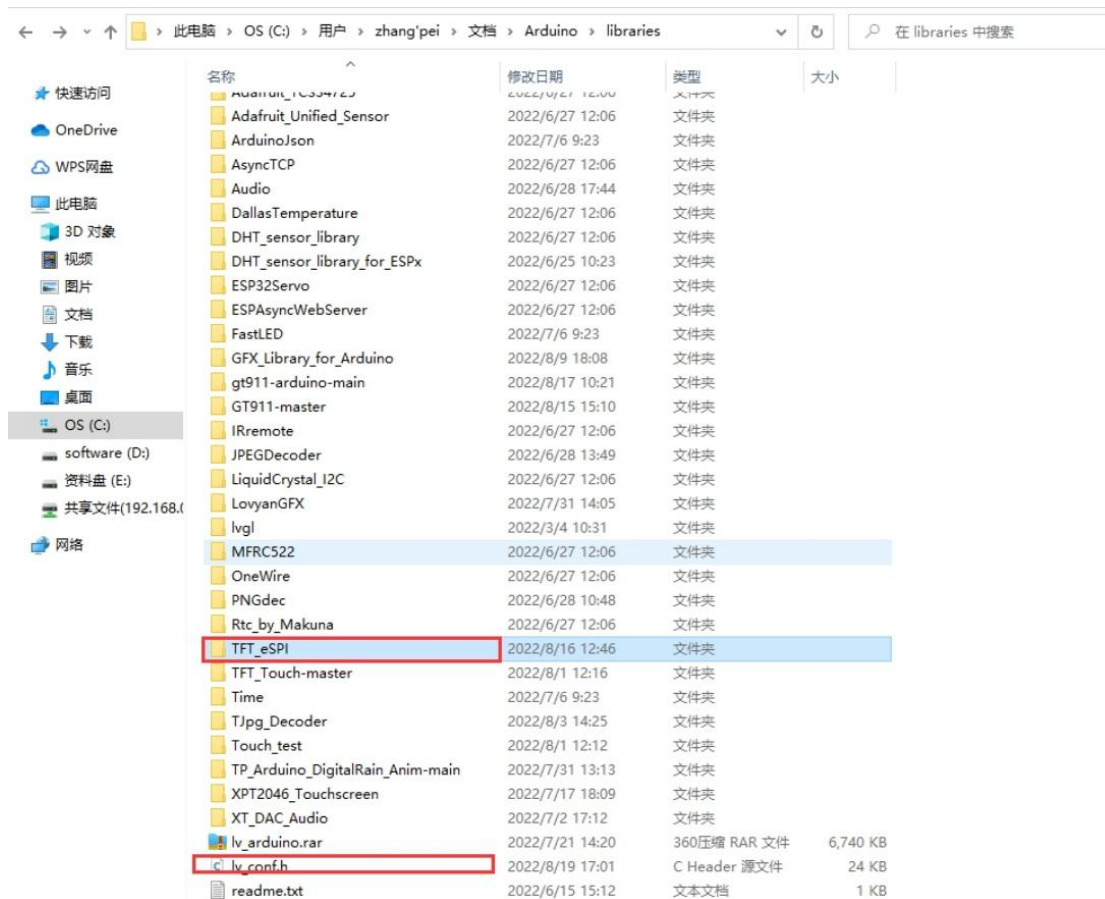 此电脑 > OS (C:) > 用户 > zhang'pei > 文档 > Arduino > libraries
在 libraries 中搜索
快速访问
OneDrive
WPS网盘
此电脑
3D 对象
视频
图片
文档
下载
音乐
桌面
OS (C:)
software (D:)
资料盘 (E:)
共享文件(192.168.(
网络
名称 修改日期 类型 大小
Adafruit_TCS34725 2022/6/27 12:06 文件夹
Adafruit_Unified_Sensor 2022/6/27 12:06 文件夹
ArduinoJson 2022/7/6 9:23 文件夹
AsyncTCP 2022/6/27 12:06 文件夹
Audio 2022/6/28 17:44 文件夹
DallasTemperature 2022/6/27 12:06 文件夹
DHT_sensor_library 2022/6/27 12:06 文件夹
DHT_sensor_library_for_ESPx 2022/6/25 10:23 文件夹
ESP32Servo 2022/6/27 12:06 文件夹
ESPAsyncWebServer 2022/6/27 12:06 文件夹
FastLED 2022/7/6 9:23 文件夹
GFX_Library_for_Arduino 2022/8/9 18:08 文件夹
gt911-arduino-main 2022/8/17 10:21 文件夹
GT911-master 2022/8/15 15:10 文件夹
IRremote 2022/6/27 12:06 文件夹
JPEGDecoder 2022/6/28 13:49 文件夹
LiquidCrystal_I2C 2022/6/27 12:06 文件夹
LovyanGFX 2022/7/31 14:05 文件夹
lvgl 2022/3/4 10:31 文件夹
MFRC522 2022/6/27 12:06 文件夹
OneWire 2022/6/27 12:06 文件夹
PNGdec 2022/6/28 10:48 文件夹
Rtc_by_Makuna 2022/6/27 12:06 文件夹
TFT_eSPI 2022/8/16 12:46 文件夹
TFT_Touch-master 2022/8/1 12:16 文件夹
Time 2022/7/6 9:23 文件夹
TJpg_Decoder 2022/8/3 14:25 文件夹
Touch_test 2022/8/1 12:12 文件夹
TP_Arduino_DigitalRain_Anim-main 2022/7/31 13:13 文件夹
XPT2046_Touchscreen 2022/7/17 18:09 文件夹
XT_DAC_Audio 2022/7/2 17:12 文件夹
lv_arduino.rar 2022/7/21 14:20 360压缩 RAR 文件 6,740 KB
lv_conf.h 2022/8/19 17:01 C Header 源文件 24 KB
readme.txt 2022/6/15 15:12 文本文档 1 KB